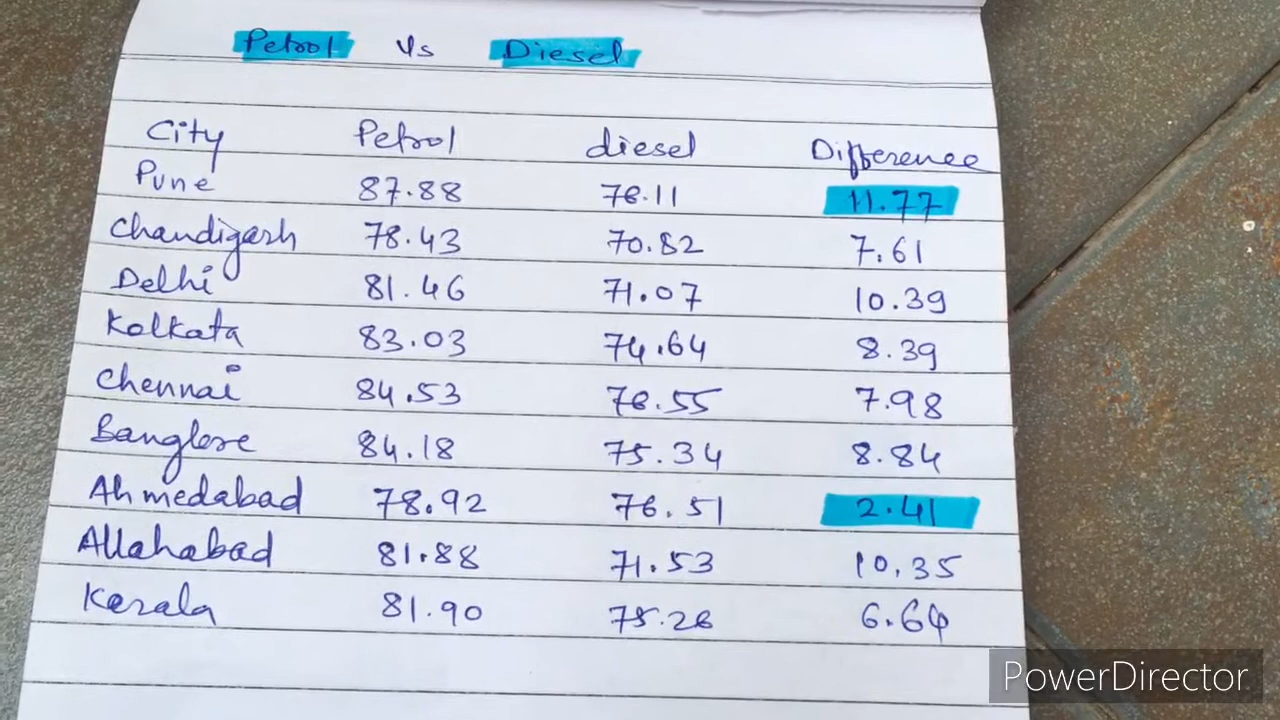 Petrol Vs Diesel
City Petrol diesel Difference
Pune 87.88 76.11 11.77
Chandigarh 78.43 70.82 7.61
Delhi 81.46 71.07 10.39
Kolkata 83.03 74.64 8.39
Chennai 84.53 76.55 7.98
Banglore 84.18 75.34 8.84
Ahmedabad 78.92 76.51 2.41
Allahabad 81.88 71.53 10.35
Kerala 81.90 75.26 6.64
PowerDirector